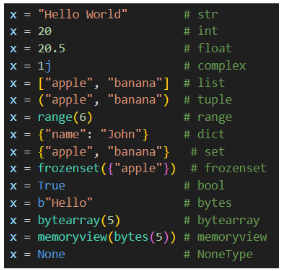 x = "Hello World"        # str
x = 20                   # int
x = 20.5                 # float
x = 1j                   # complex
x = ["apple", "banana"]  # list
x = ("apple", "banana")  # tuple
x = range(6)             # range
x = {"name": "John"}     # dict
x = {"apple", "banana"}   # set
x = frozenset({"apple"})  # frozenset
x = True                 # bool
x = b"Hello"             # bytes
x = bytearray(5)         # bytearray
x = memoryview(bytes(5)) # memoryview
x = None                 # NoneType